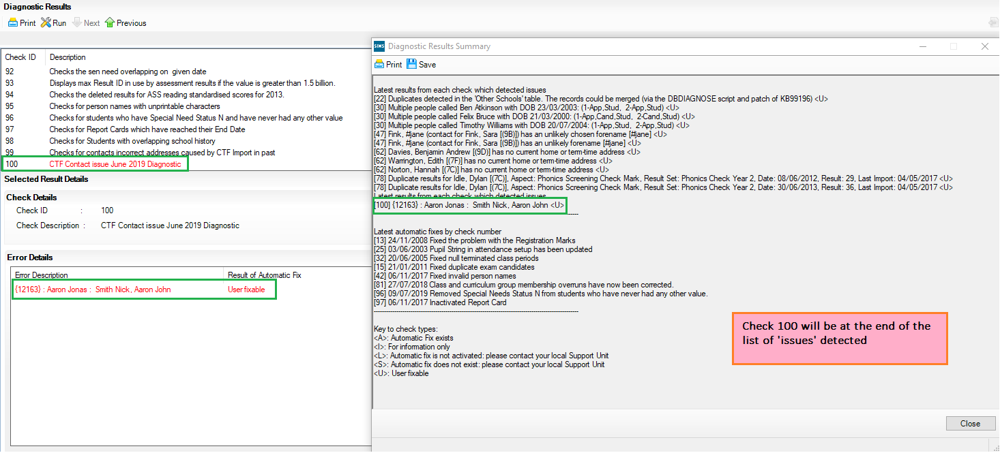 Diagnostic Results
Print Run Next Previous
Check ID Description
92 Checks the sen need overlapping on given date
93 Displays max Result ID in use by assessment results if the value is greater than 1.5 billion.
94 Checks the deleted results for ASS reading standardised scores for 2013.
95 Checks for person names with unprintable characters
96 Checks for students who have Special Need Status N and have never had any other value
97 Checks for Report Cards which have reached their End Date
98 Checks for Students with overlapping school history
99 Checks for contacts incorrect addresses caused by CTF Import in past
100 CTF Contact issue June 2019 Diagnostic
Selected Result Details
Check Details
Check ID : 100
Check Description : CTF Contact issue June 2019 Diagnostic
Error Details
Error Description Result of Automatic Fix
{12163} : Aaron Jonas : Smith Nick, Aaron John User fixable
SIMS Diagnostic Results Summary
Print Save
Latest results from each check which detected issues
[22] Duplicates detected in the 'Other Schools' table. The records could be merged (via the DBDIAGNOSE script and patch of KB99196) <U>
[30] Multiple people called Ben Atkinson with DOB 23/03/2003: (1-App,Stud, 2-App,Stud) <U>
[30] Multiple people called Felix Bruce with DOB 21/03/2000: (1-App,Cand,Stud, 2-Cand,Stud) <U>
[30] Multiple people called Timothy Williams with DOB 20/07/2004: (1-App,Stud, 2-App,Stud) <U>
[47] Fink, #jane (contact for Fink, Sara [(9B)]) has an unlikely chosen forename [#jane] <U>
[47] Fink, #jane (contact for Fink, Sara [(9B)]) has an unlikely forename [#jane] <U>
[62] Davies, Benjamin Andrew [(9D)] has no current home or term-time address <U>
[62] Warrington, Edith [(7F)] has no current home or term-time address <U>
[62] Norton, Hannah [(7C)] has no current home or term-time address <U>
[78] Duplicate results for Idle, Dylan [(7C)], Aspect: Phonics Screening Check Mark, Result Set: Phonics Check Year 2, Date: 08/06/2012, Result: 29, Last Import: 04/05/2017 <U>
[78] Duplicate results for Idle, Dylan [(7C)], Aspect: Phonics Screening Check Mark, Result Set: Phonics Check Year 2, Date: 30/06/2013, Result: 36, Last Import: 04/05/2017 <U>
Latest results from each check which detected issues
[100] {12163} : Aaron Jonas : Smith Nick, Aaron John <U>
Latest automatic fixes by check number
[13] 24/11/2008 Fixed the problem with the Registration Marks
[25] 03/06/2003 Pupil String in attendance setup has been updated
[32] 20/06/2005 Fixed null terminated class periods
[15] 21/01/2011 Fixed duplicate exam candidates
[42] 06/11/2017 Fixed invalid person names
[81] 27/07/2018 Class and curriculum group membership overruns have now been corrected.
[96] 09/07/2019 Removed Special Needs Status N from students who have never had any other value.
[97] 06/11/2017 Inactivated Report Card
Key to check types:
<A>: Automatic Fix exists
<I>: For information only
<L>: Automatic fix is not activated: please contact your local Support Unit
<S>: Automatic fix does not exist: please contact your local Support Unit
<U>: User fixable
Check 100 will be at the end of the
list of 'issues' detected
Close